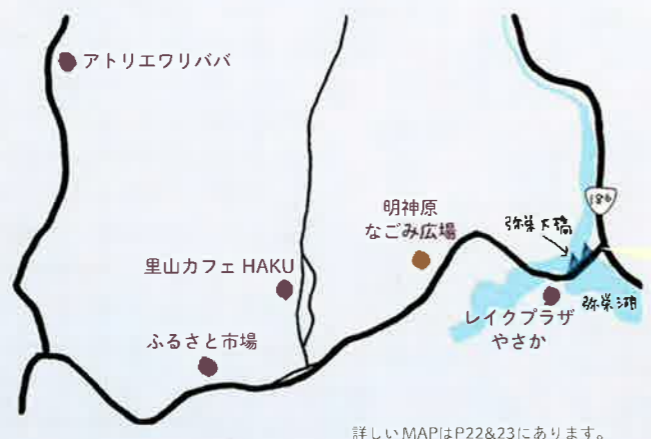 アトリエワリババ
明神原
なごみ広場
186
弥栄大橋
里山カフェ HAKU
弥栄湖
レイクプラザ
やさか
ふるさと市場
詳しいMAPはP22&23にあります。